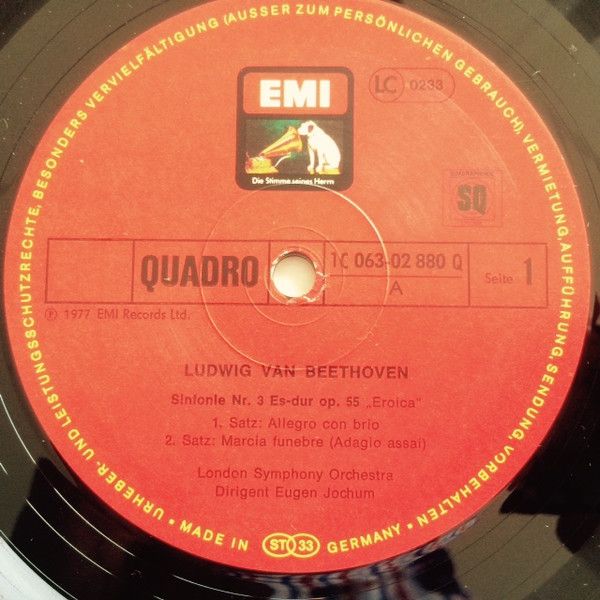 EMI
Die Stimme seines Herrn
LC 0233
QUADRAPHONIC
SQ
QUADRO
1C 063-02 880 Q
A
Seite 1
℗ 1977 EMI Records Ltd.
LUDWIG VAN BEETHOVEN
Sinfonie Nr. 3 Es-dur op. 55 „Eroica“
1. Satz: Allegro con brio
2. Satz: Marcia funebre (Adagio assai)
London Symphony Orchestra
Dirigent Eugen Jochum
URHEBER- UND LEISTUNGSSCHUTZRECHTE, BESONDERS VERVIELFÄLTIGUNG (AUSSER ZUM PERSÖNLICHEN GEBRAUCH), VERMIETUNG, AUFFÜHRUNG, SENDUNG, VORBEHALTEN •
• MADE IN ST 33 GERMANY •